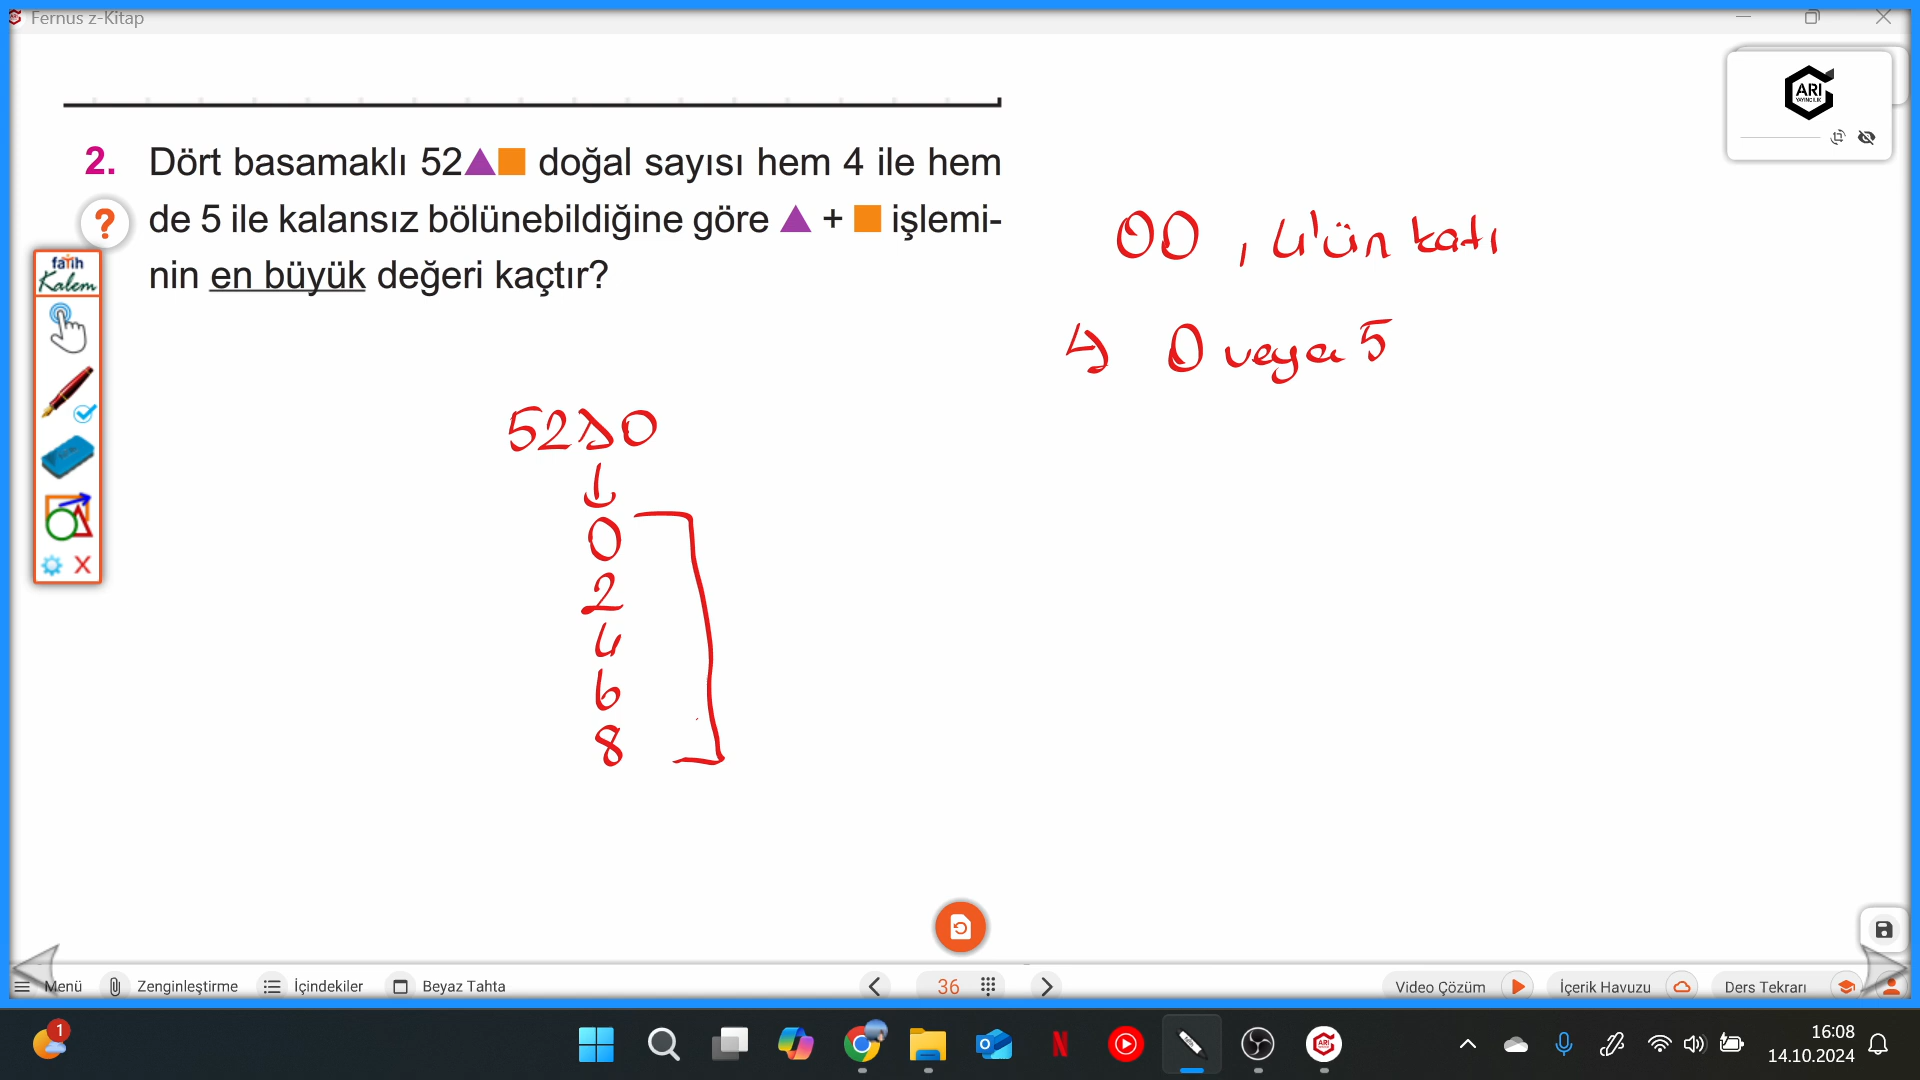 Fernus z-Kitap
ARI
YAYINCILIK
2. Dört basamaklı 52▲■ doğal sayısı hem 4 ile hem
de 5 ile kalansız bölünebildiğine göre ▲ + ■ işlemi-
nin en büyük değeri kaçtır?
?
fatih
Kalem
00 , 4'ün katı
0 veya 5
52△0
0
2
4
6
8
Menü
Zenginleştirme
İçindekiler
Beyaz Tahta
36
Video Çözüm
İçerik Havuzu
Ders Tekrarı
1
16:08
14.10.2024